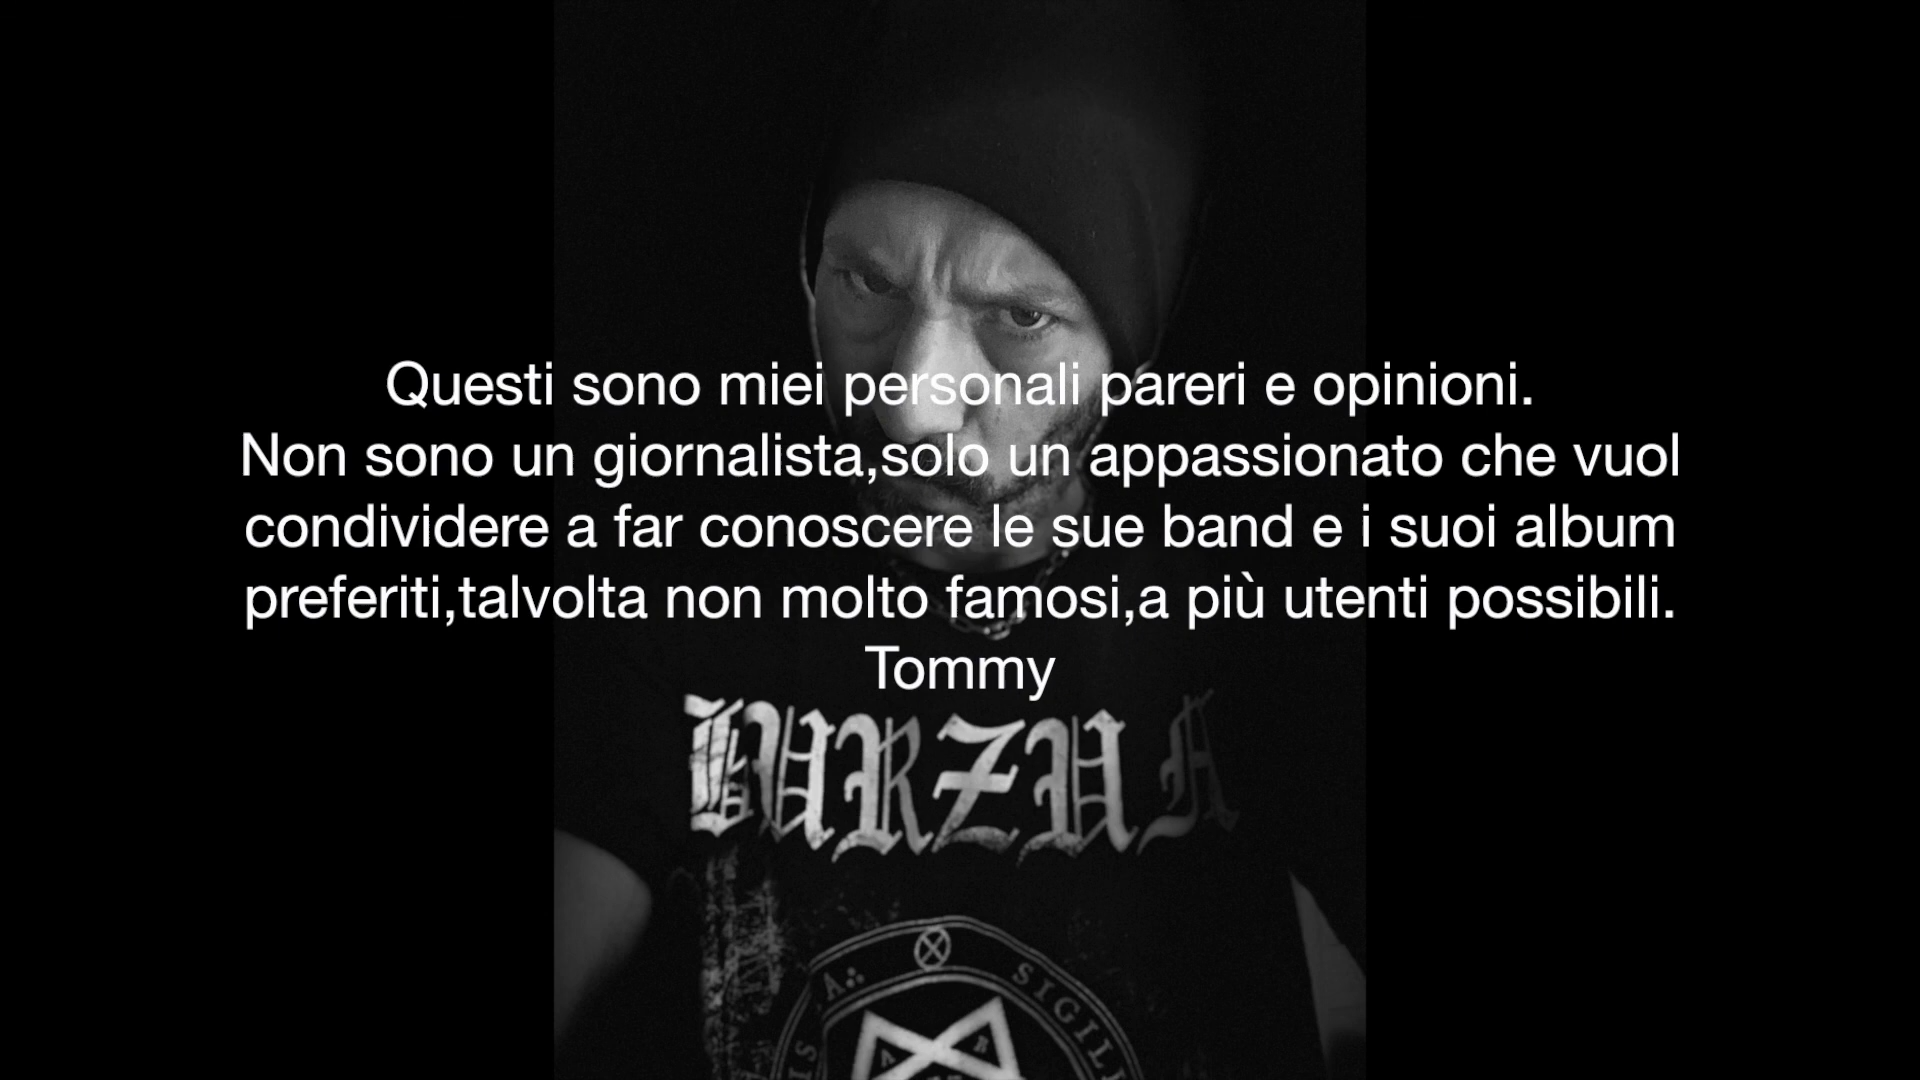 Questi sono miei personali pareri e opinioni.
Non sono un giornalista,solo un appassionato che vuol
condividere a far conoscere le sue band e i suoi album
preferiti,talvolta non molto famosi,a più utenti possibili.
Tommy
BURZUM
A∴ SIGIL
IS
A R